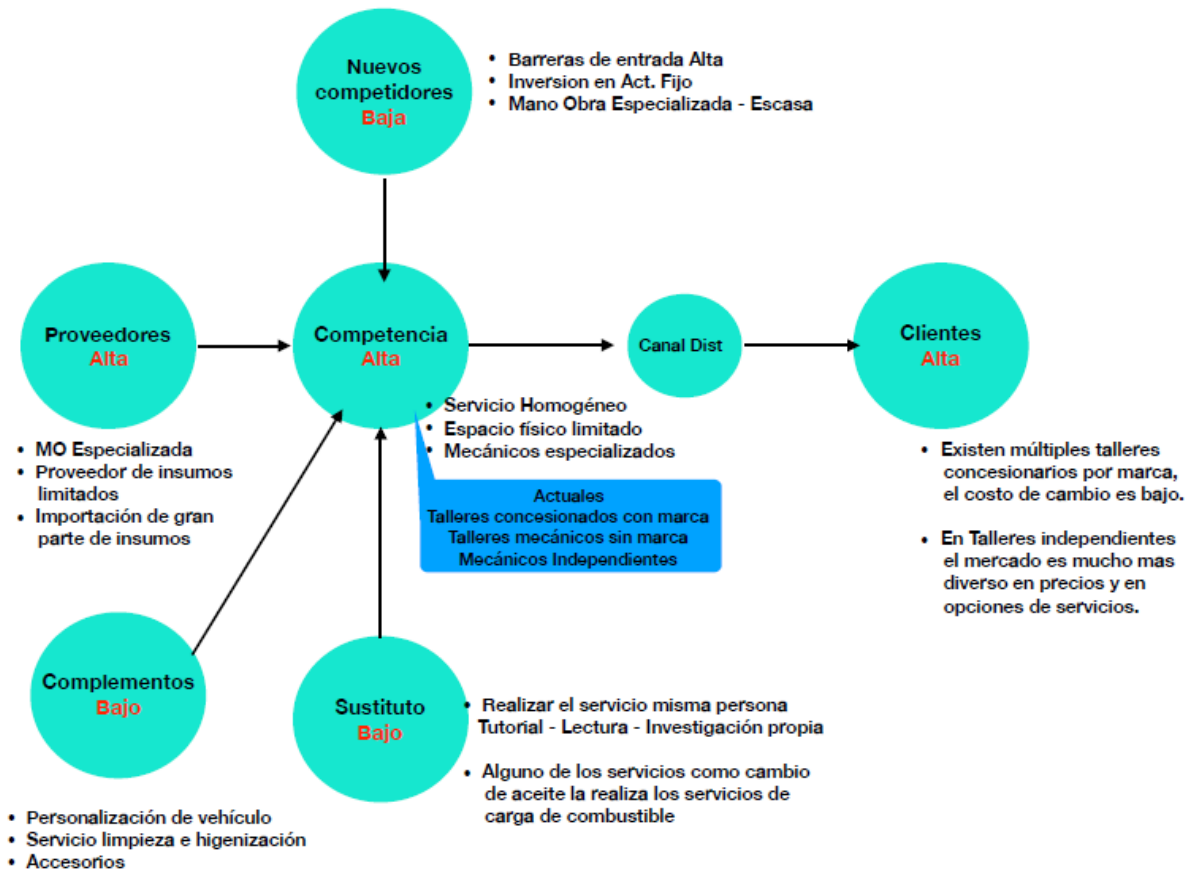 Nuevos
competidores
Baja
• Barreras de entrada Alta
• Inversion en Act. Fijo
• Mano Obra Especializada - Escasa
Proveedores
Alta
• MO Especializada
• Proveedor de insumos
limitados
• Importación de gran
parte de insumos
Competencia
Alta
• Servicio Homogéneo
• Espacio físico limitado
• Mecánicos especializados
Actuales
Talleres concesionados con marca
Talleres mecánicos sin marca
Mecánicos Independientes
Canal Dist
Clientes
Alta
• Existen múltiples talleres
concesionarios por marca,
el costo de cambio es bajo.
• En Talleres independientes
el mercado es mucho mas
diverso en precios y en
opciones de servicios.
Complementos
Bajo
• Personalización de vehículo
• Servicio limpieza e higenización
• Accesorios
Sustituto
Bajo
• Realizar el servicio misma persona
Tutorial - Lectura - Investigación propia
• Alguno de los servicios como cambio
de aceite la realiza los servicios de
carga de combustible